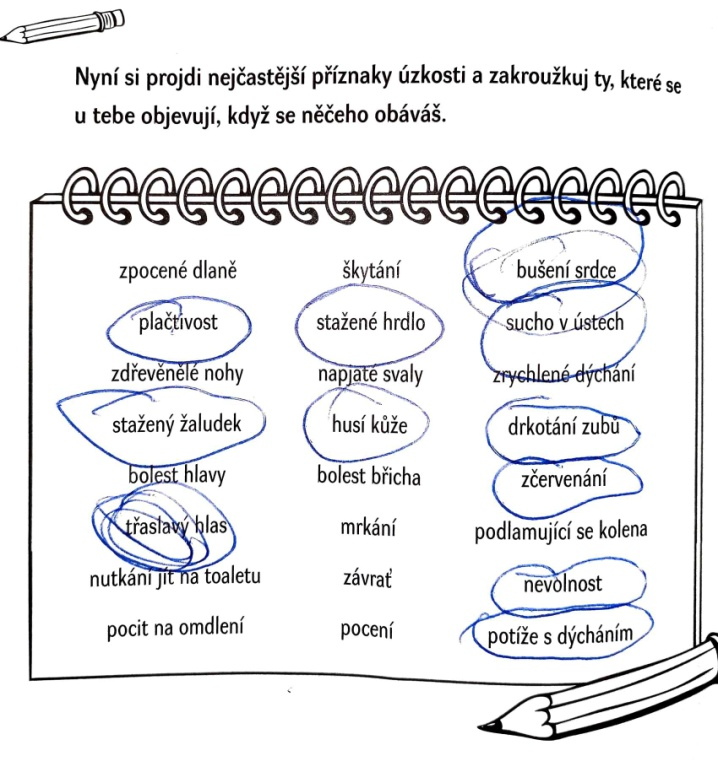 Nyní si projdi nejčastější příznaky úzkosti a zakroužkuj ty, které se
u tebe objevují, když se něčeho obáváš.
zpocené dlaně škytání bušení srdce
plačtivost stažené hrdlo sucho v ústech
zdřevěnělé nohy napjaté svaly zrychlené dýchání
stažený žaludek husí kůže drkotání zubů
bolest hlavy bolest břicha zčervenání
třaslavý hlas mrkání podlamující se kolena
nutkání jít na toaletu závrať nevolnost
pocit na omdlení pocení potíže s dýcháním